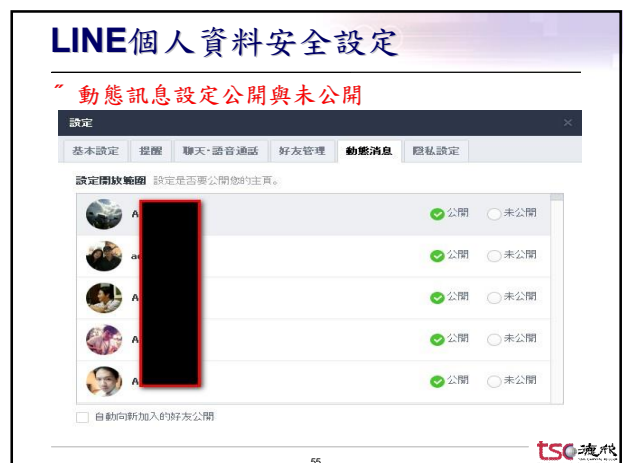 LINE個人資料安全設定
˝ 動態訊息設定公開與未公開
設定 ×
基本設定 提醒 聊天·語音通話 好友管理 動態消息 隱私設定
設定開放範圍 設定是否要公開您的主頁。
A 公開 未公開
a 公開 未公開
A 公開 未公開
A 公開 未公開
A 公開 未公開
自動向新加入的好友公開
55
tsc 德欣